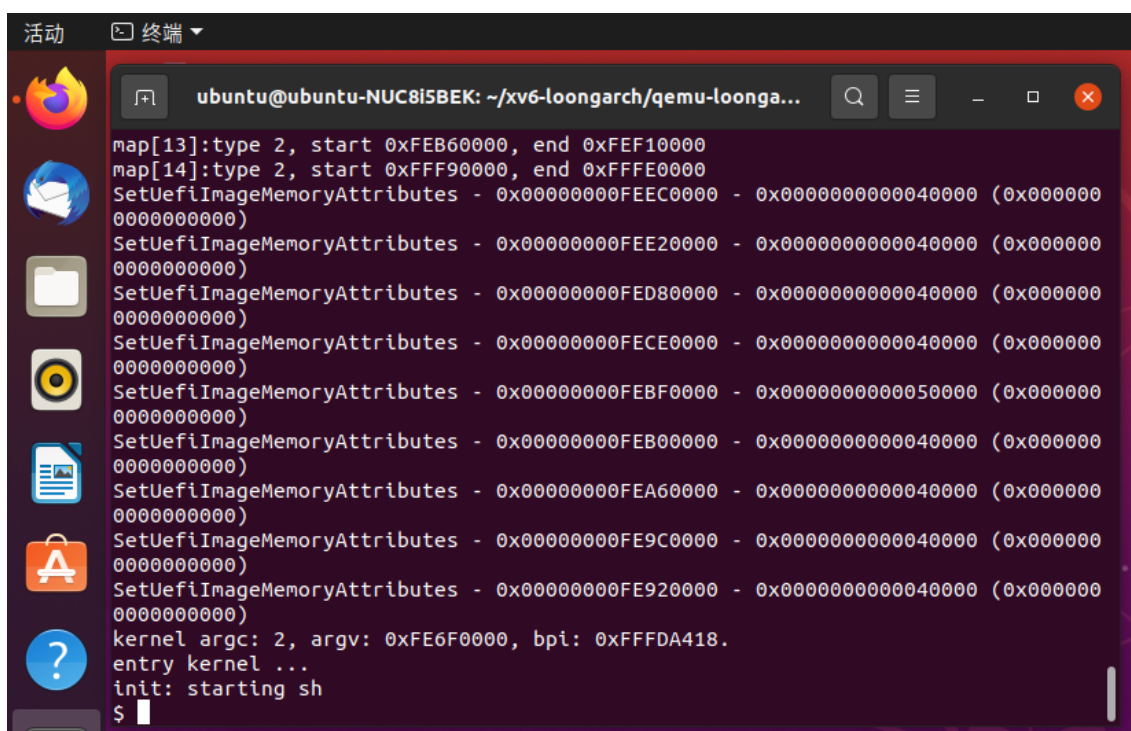 活动
终端
ubuntu@ubuntu-NUC8i5BEK: ~/xv6-loongarch/qemu-loonga...
map[13]:type 2, start 0xFEB60000, end 0xFEF10000
map[14]:type 2, start 0xFFF90000, end 0xFFFE0000
SetUefiImageMemoryAttributes - 0x00000000FEEC0000 - 0x0000000000040000 (0x000000
0000000000)
SetUefiImageMemoryAttributes - 0x00000000FEE20000 - 0x0000000000040000 (0x000000
0000000000)
SetUefiImageMemoryAttributes - 0x00000000FED80000 - 0x0000000000040000 (0x000000
0000000000)
SetUefiImageMemoryAttributes - 0x00000000FECE0000 - 0x0000000000040000 (0x000000
0000000000)
SetUefiImageMemoryAttributes - 0x00000000FEBF0000 - 0x0000000000050000 (0x000000
0000000000)
SetUefiImageMemoryAttributes - 0x00000000FEB00000 - 0x0000000000040000 (0x000000
0000000000)
SetUefiImageMemoryAttributes - 0x00000000FEA60000 - 0x0000000000040000 (0x000000
0000000000)
SetUefiImageMemoryAttributes - 0x00000000FE9C0000 - 0x0000000000040000 (0x000000
0000000000)
SetUefiImageMemoryAttributes - 0x00000000FE920000 - 0x0000000000040000 (0x000000
0000000000)
kernel argc: 2, argv: 0xFE6F0000, bpi: 0xFFFDA418.
entry kernel ...
init: starting sh
$